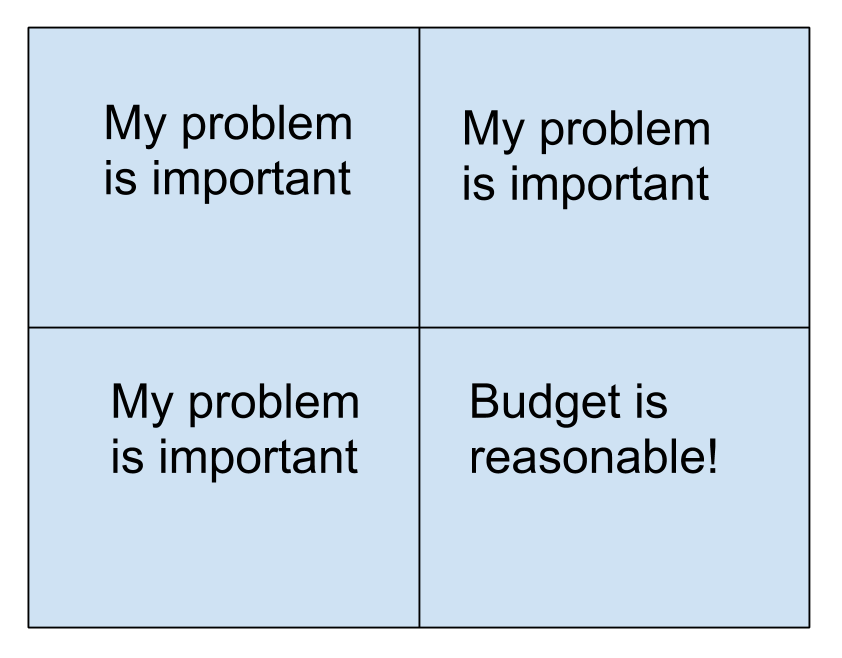 My problem
is important
My problem
is important
My problem
is important
Budget is
reasonable!